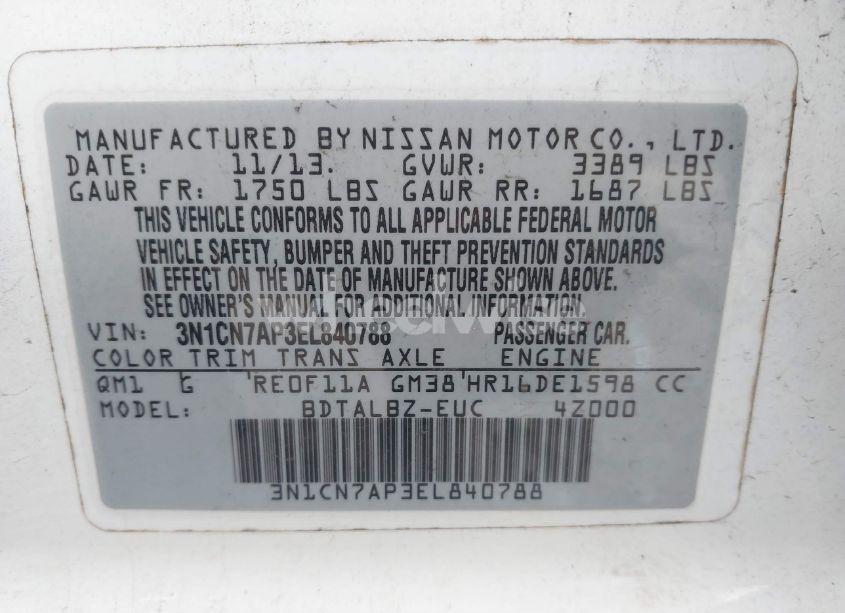 MANUFACTURED BY NISSAN MOTOR CO., LTD.
DATE: 11/13. GVWR: 3389 LBS
GAWR FR: 1750 LBS GAWR RR: 1687 LBS
THIS VEHICLE CONFORMS TO ALL APPLICABLE FEDERAL MOTOR
VEHICLE SAFETY, BUMPER AND THEFT PREVENTION STANDARDS
IN EFFECT ON THE DATE OF MANUFACTURE SHOWN ABOVE.
SEE OWNER'S MANUAL FOR ADDITIONAL INFORMATION.
VIN: 3N1CN7AP3EL840788 PASSENGER CAR.
COLOR TRIM TRANS AXLE ENGINE
QM1 G RE0F11A GM38 HR16DE1598 CC
MODEL: BDTALBZ-EUC 4Z000
3N1CN7AP3EL840788